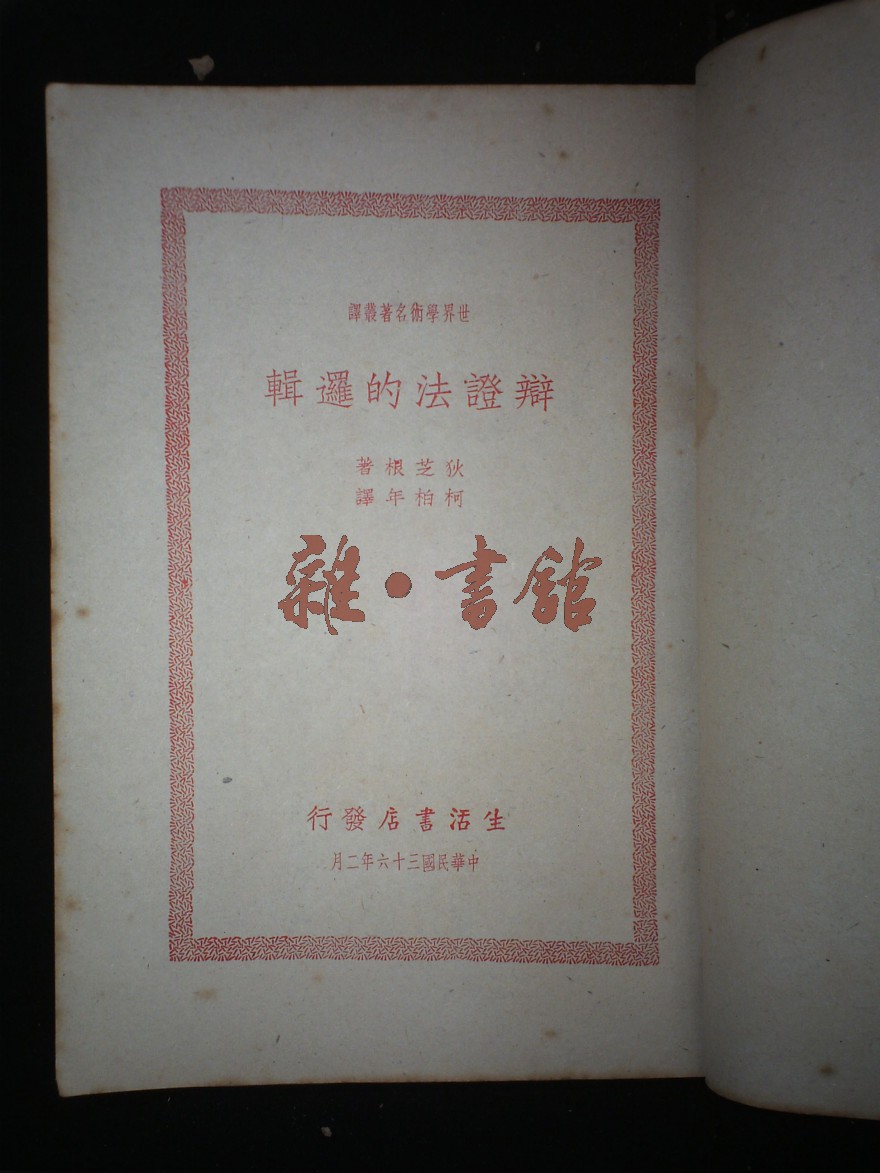 世界學術名著叢譯
辯證法的邏輯
狄芝根著
柯柏年譯
雜·書館
生活書店發行
中華民國三十六年二月